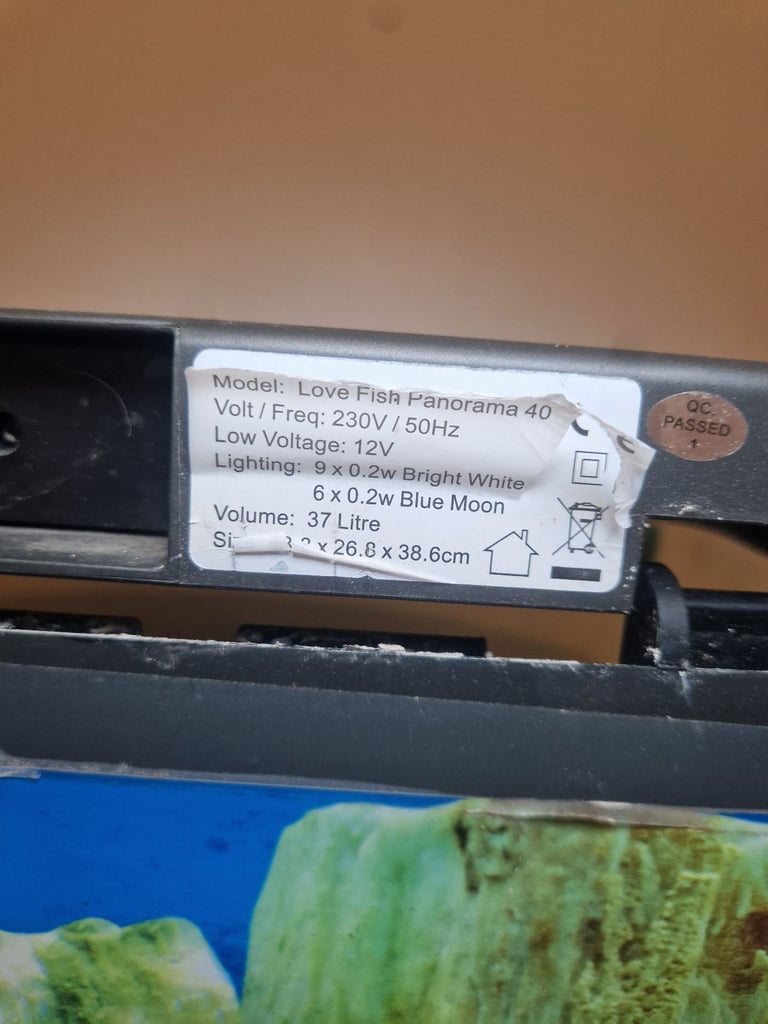 Model: Love Fish Panorama 40
Volt / Freq: 230V / 50Hz
Low Voltage: 12V
Lighting: 9 x 0.2w Bright White
6 x 0.2w Blue Moon
Volume: 37 Litre
x 26.8 x 38.6cm
QC.
PASSED
1